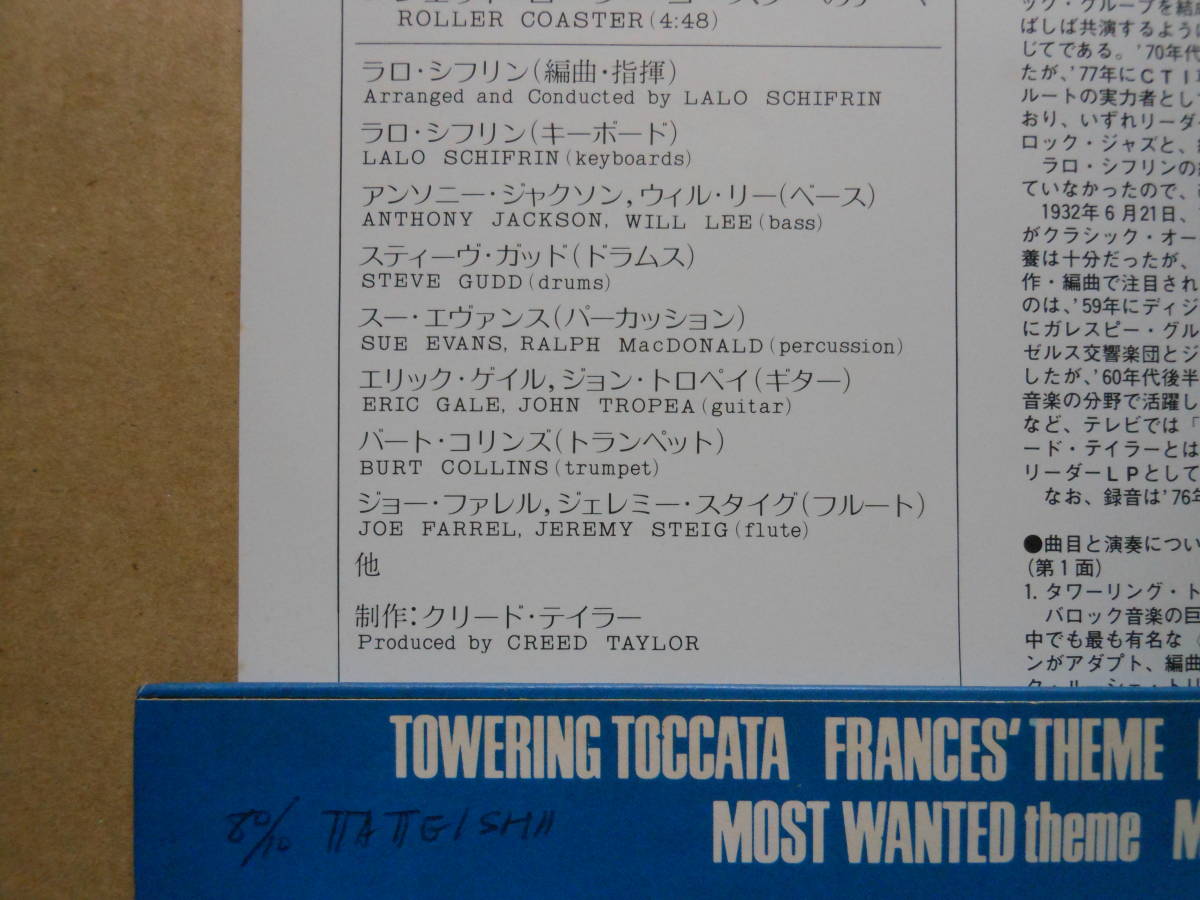 ROLLER COASTER(4:48)
ラロ・シフリン(編曲・指揮)
Arranged and Conducted by LALO SCHIFRIN
ラロ・シフリン(キーボード)
LALO SCHIFRIN(keyboards)
アンソニー・ジャクソン,ウィル・リー(ベース)
ANTHONY JACKSON, WILL LEE(bass)
スティーヴ・ガッド(ドラムス)
STEVE GUDD(drums)
スー・エヴァンス(パーカッション)
SUE EVANS, RALPH MacDONALD(percussion)
エリック・ゲイル,ジョン・トロペイ(ギター)
ERIC GALE, JOHN TROPEA(guitar)
バート・コリンズ(トランペット)
BURT COLLINS(trumpet)
ジョー・ファレル,ジェレミー・スタイグ(フルート)
JOE FARREL, JEREMY STEIG(flute)
他
制作:クリード・テイラー
Produced by CREED TAYLOR
ック・グループを結成
ばしば共演するように
じてである。'70年代
たが、'77年にCTI
ルートの実力者として
おり、いずれリーダー
ロック・ジャズと、
ラロ・シフリンの
ていなかったので、
1932年6月21日、
がクラシック・オー
養は十分だったが、
作・編曲で注目され
のは、'59年にディジ
にガレスピー・グル
ゼルス交響楽団とジ
したが、'60年代後半
音楽の分野で活躍し
など、テレビでは「
ード・テイラーとは
リーダーLPとして
なお、録音は'76年
●曲目と演奏につい
(第1面)
1. タワーリング・ト
バロック音楽の巨
中でも最も有名な
ンがアダプト、編曲
TOWERING TOCCATA FRANCES' THEME
MOST WANTED theme M
80/10